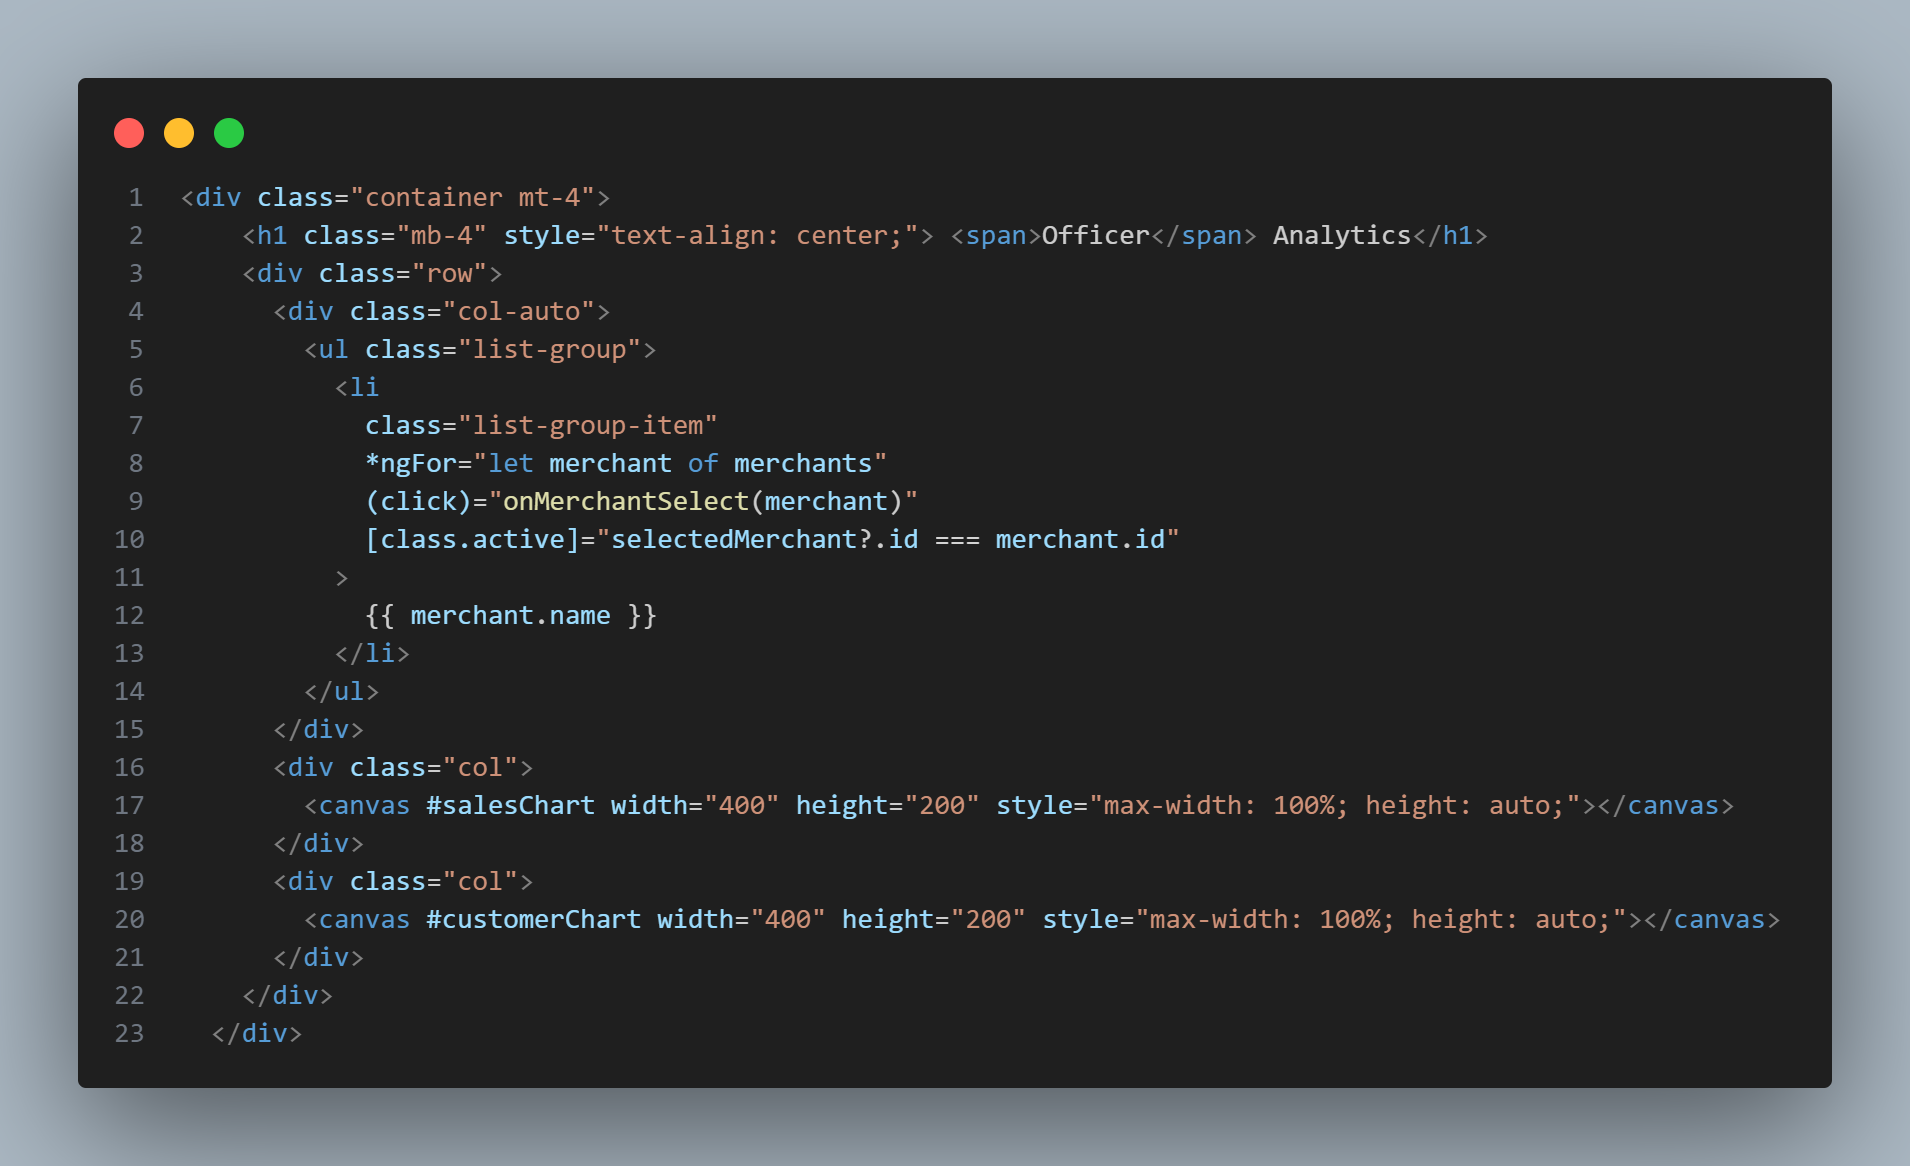 1 <div class="container mt-4">
2     <h1 class="mb-4" style="text-align: center;"> <span>Officer</span> Analytics</h1>
3     <div class="row">
4       <div class="col-auto">
5         <ul class="list-group">
6           <li
7             class="list-group-item"
8             *ngFor="let merchant of merchants"
9             (click)="onMerchantSelect(merchant)"
10             [class.active]="selectedMerchant?.id === merchant.id"
11           >
12             {{ merchant.name }}
13           </li>
14         </ul>
15       </div>
16       <div class="col">
17         <canvas #salesChart width="400" height="200" style="max-width: 100%; height: auto;"></canvas>
18       </div>
19       <div class="col">
20         <canvas #customerChart width="400" height="200" style="max-width: 100%; height: auto;"></canvas>
21       </div>
22     </div>
23   </div>